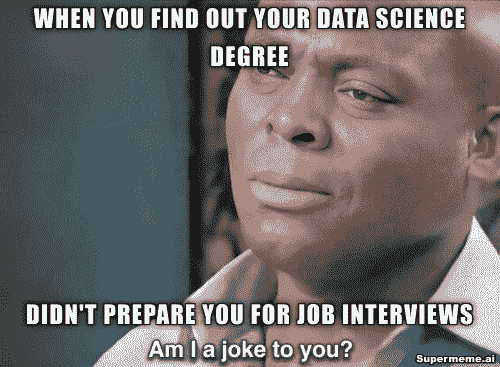 WHEN YOU FIND OUT YOUR DATA SCIENCE
DEGREE
DIDN'T PREPARE YOU FOR JOB INTERVIEWS
Am I a joke to you?
Supermeme.ai